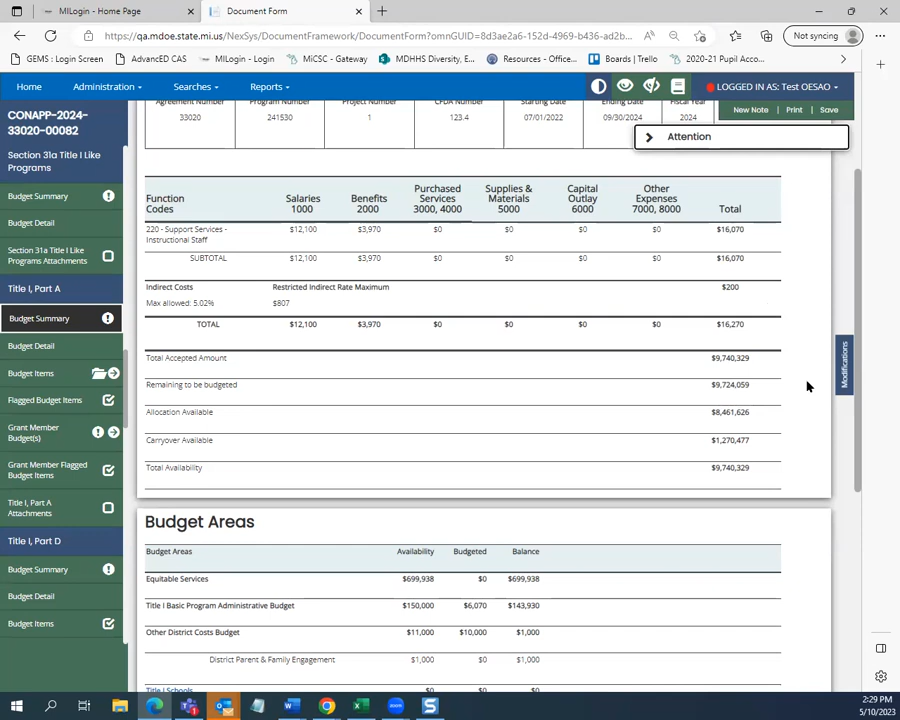 MILogin - Home Page
Document Form
https://qa.mdoe.state.mi.us/NexSys/DocumentFramework/DocumentForm?omnGUID=8d3ae2a6-152d-4969-b436-ad2b...
Not syncing
GEMS : Login Screen
AdvancED CAS
MILogin - Login
MiCSC - Gateway
MDHHS Diversity, E...
Resources - Office...
Boards | Trello
2020-21 Pupil Acco...
Home
Administration
Searches
Reports
LOGGED IN AS: Test OESAO
New Note | Print | Save
Attention
CONAPP-2024-
33020-00082
Section 31a Title I Like
Programs
Budget Summary
Budget Detail
Section 31a Title I Like
Programs Attachments
Title I, Part A
Budget Summary
Budget Detail
Budget Items
Flagged Budget Items
Grant Member
Budget(s)
Grant Member Flagged
Budget Items
Title I, Part A
Attachments
Title I, Part D
Budget Summary
Budget Detail
Budget Items
Agreement Number Program Number Project Number CFDA Number Starting Date Ending Date Fiscal Year
33020 241530 1 123.4 07/01/2022 09/30/2024 2024
Function Codes Salaries 1000 Benefits 2000 Purchased Services 3000, 4000 Supplies & Materials 5000 Capital Outlay 6000 Other Expenses 7000, 8000 Total
220 - Support Services - Instructional Staff $12,100 $3,970 $0 $0 $0 $0 $16,070
SUBTOTAL $12,100 $3,970 $0 $0 $0 $0 $16,070
Indirect Costs Restricted Indirect Rate Maximum $200
Max allowed: 5.02% $807
TOTAL $12,100 $3,970 $0 $0 $0 $0 $16,270
Total Accepted Amount $9,740,329
Remaining to be budgeted $9,724,059
Allocation Available $8,461,626
Carryover Available $1,270,477
Total Availability $9,740,329
Modifications
Budget Areas
Budget Areas Availability Budgeted Balance
Equitable Services $699,938 $0 $699,938
Title I Basic Program Administrative Budget $150,000 $6,070 $143,930
Other District Costs Budget $11,000 $10,000 $1,000
District Parent & Family Engagement $1,000 $0 $1,000
Title I Schools $0 $0 $0
2:29 PM
5/10/2023